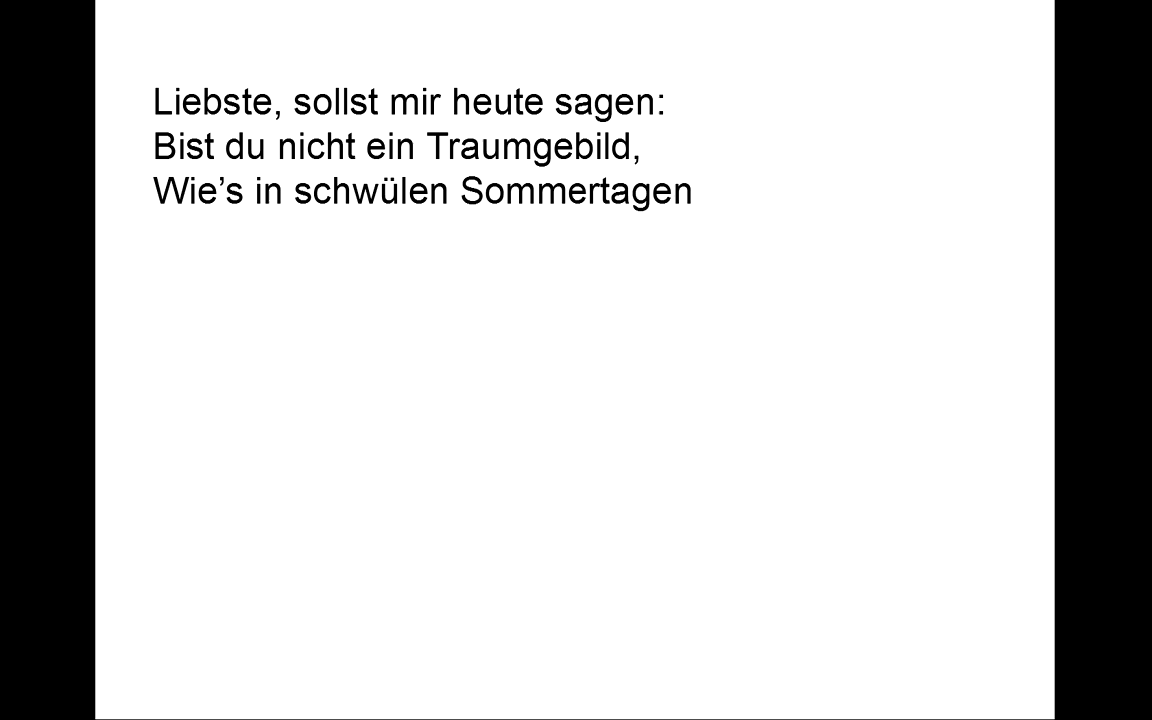 Liebste, sollst mir heute sagen:
Bist du nicht ein Traumgebild,
Wie’s in schwülen Sommertagen